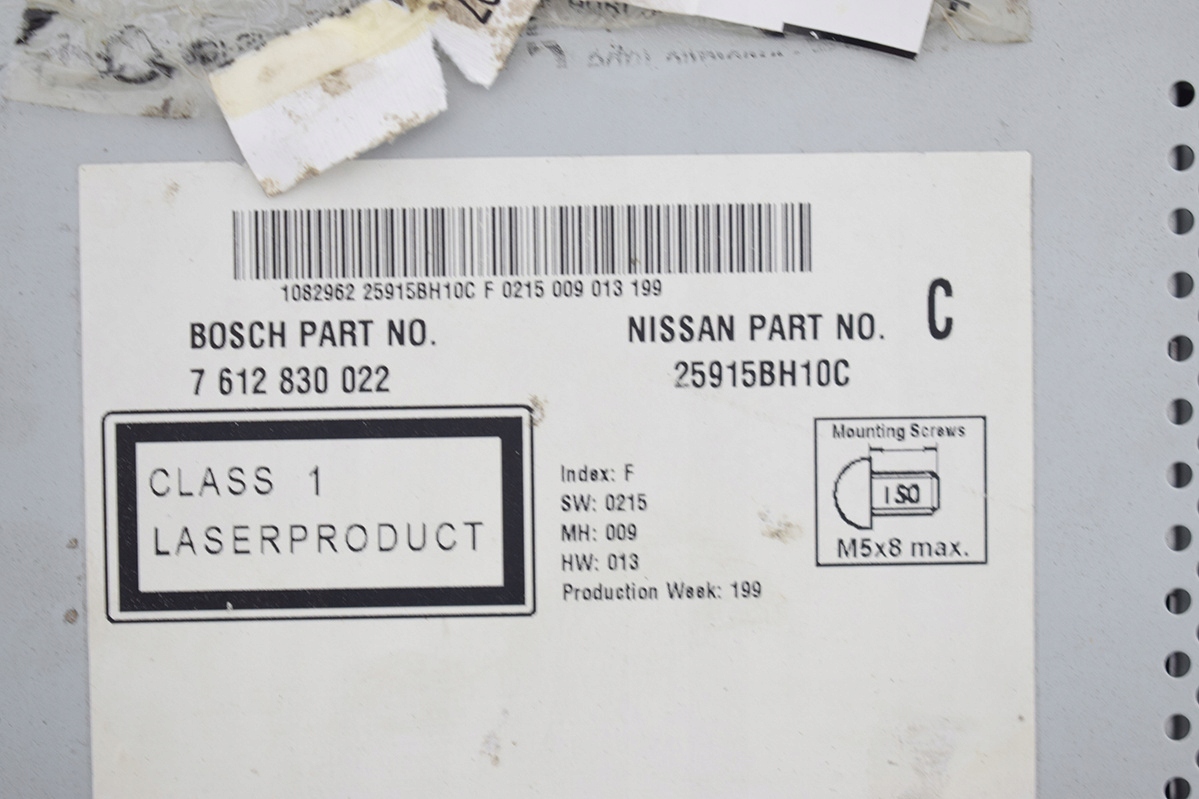 1082962 25915BH10C F 0215 009 013 199
BOSCH PART NO.
7 612 830 022
NISSAN PART NO.
25915BH10C
C
CLASS 1
LASERPRODUCT
Index: F
SW: 0215
MH: 009
HW: 013
Production Week: 199
Mounting Screws
ISO
M5x8 max.